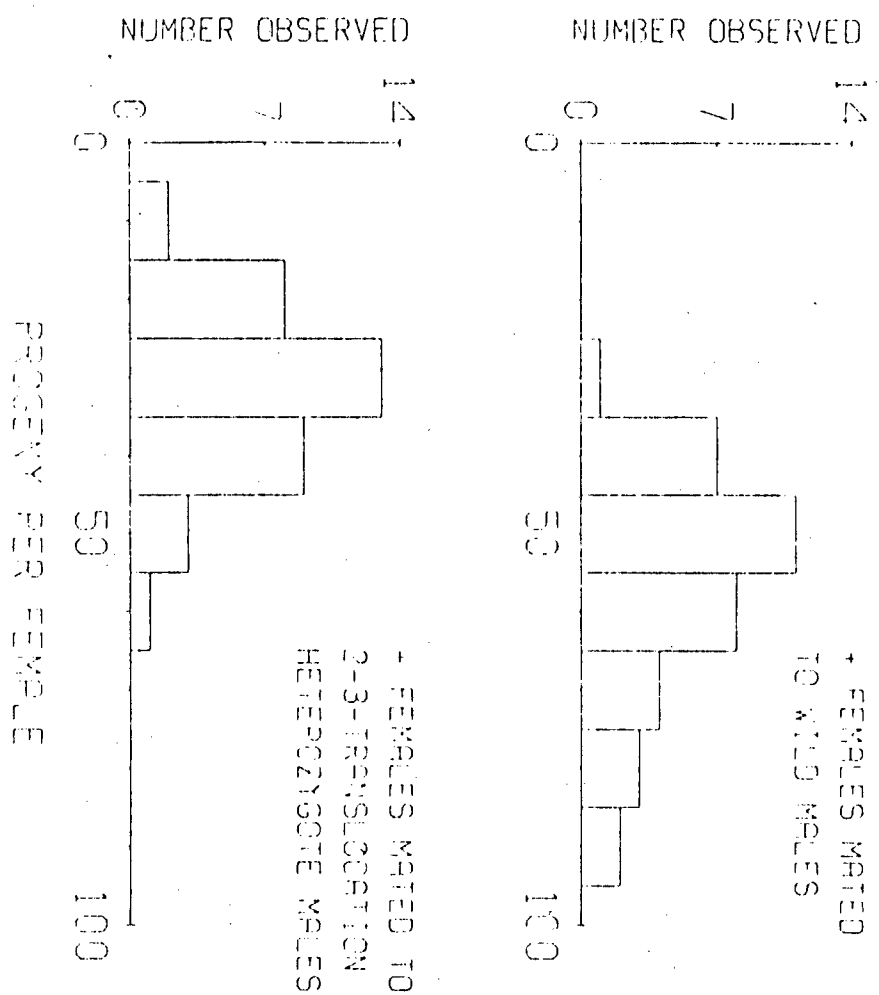 + FEMALES MATED
TO WILD MALES
NUMBER OBSERVED
14
7
0
0
50
100
+ FEMALES MATED TO
2-3-TRANSLOCATION
HETEROZYGOTE MALES
NUMBER OBSERVED
14
7
0
0
50
100
PROGENY PER FEMALE